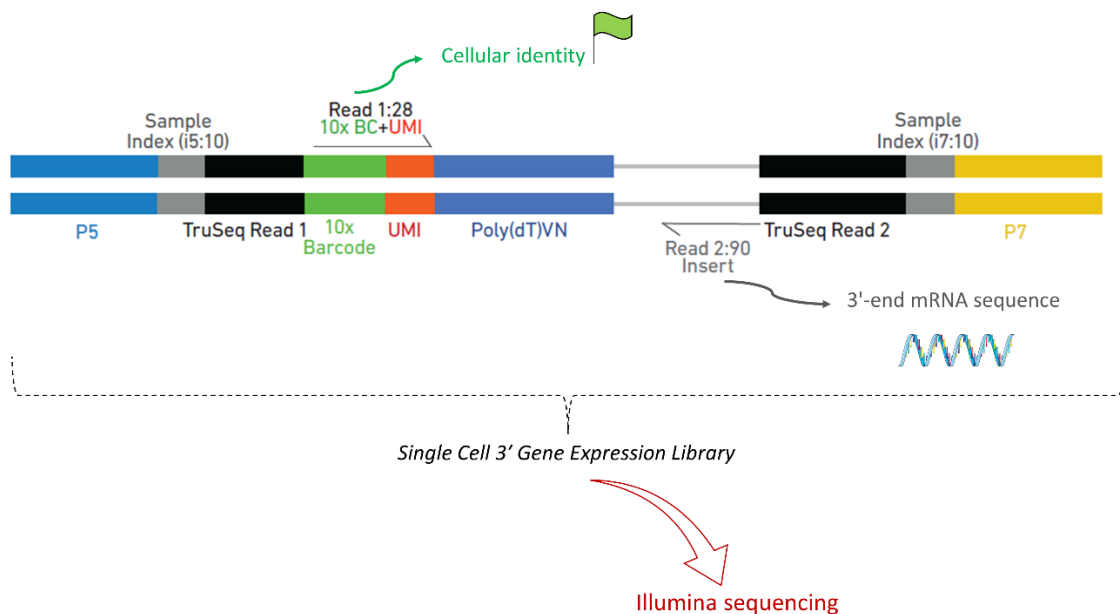 Cellular identity
Read 1:28
10x BC+UMI
Sample
Index (i5:10)
Sample
Index (i7:10)
P5
TruSeq Read 1
10x
Barcode
UMI
Poly(dT)VN
Read 2:90
Insert
TruSeq Read 2
P7
3'-end mRNA sequence
Single Cell 3′ Gene Expression Library
Illumina sequencing